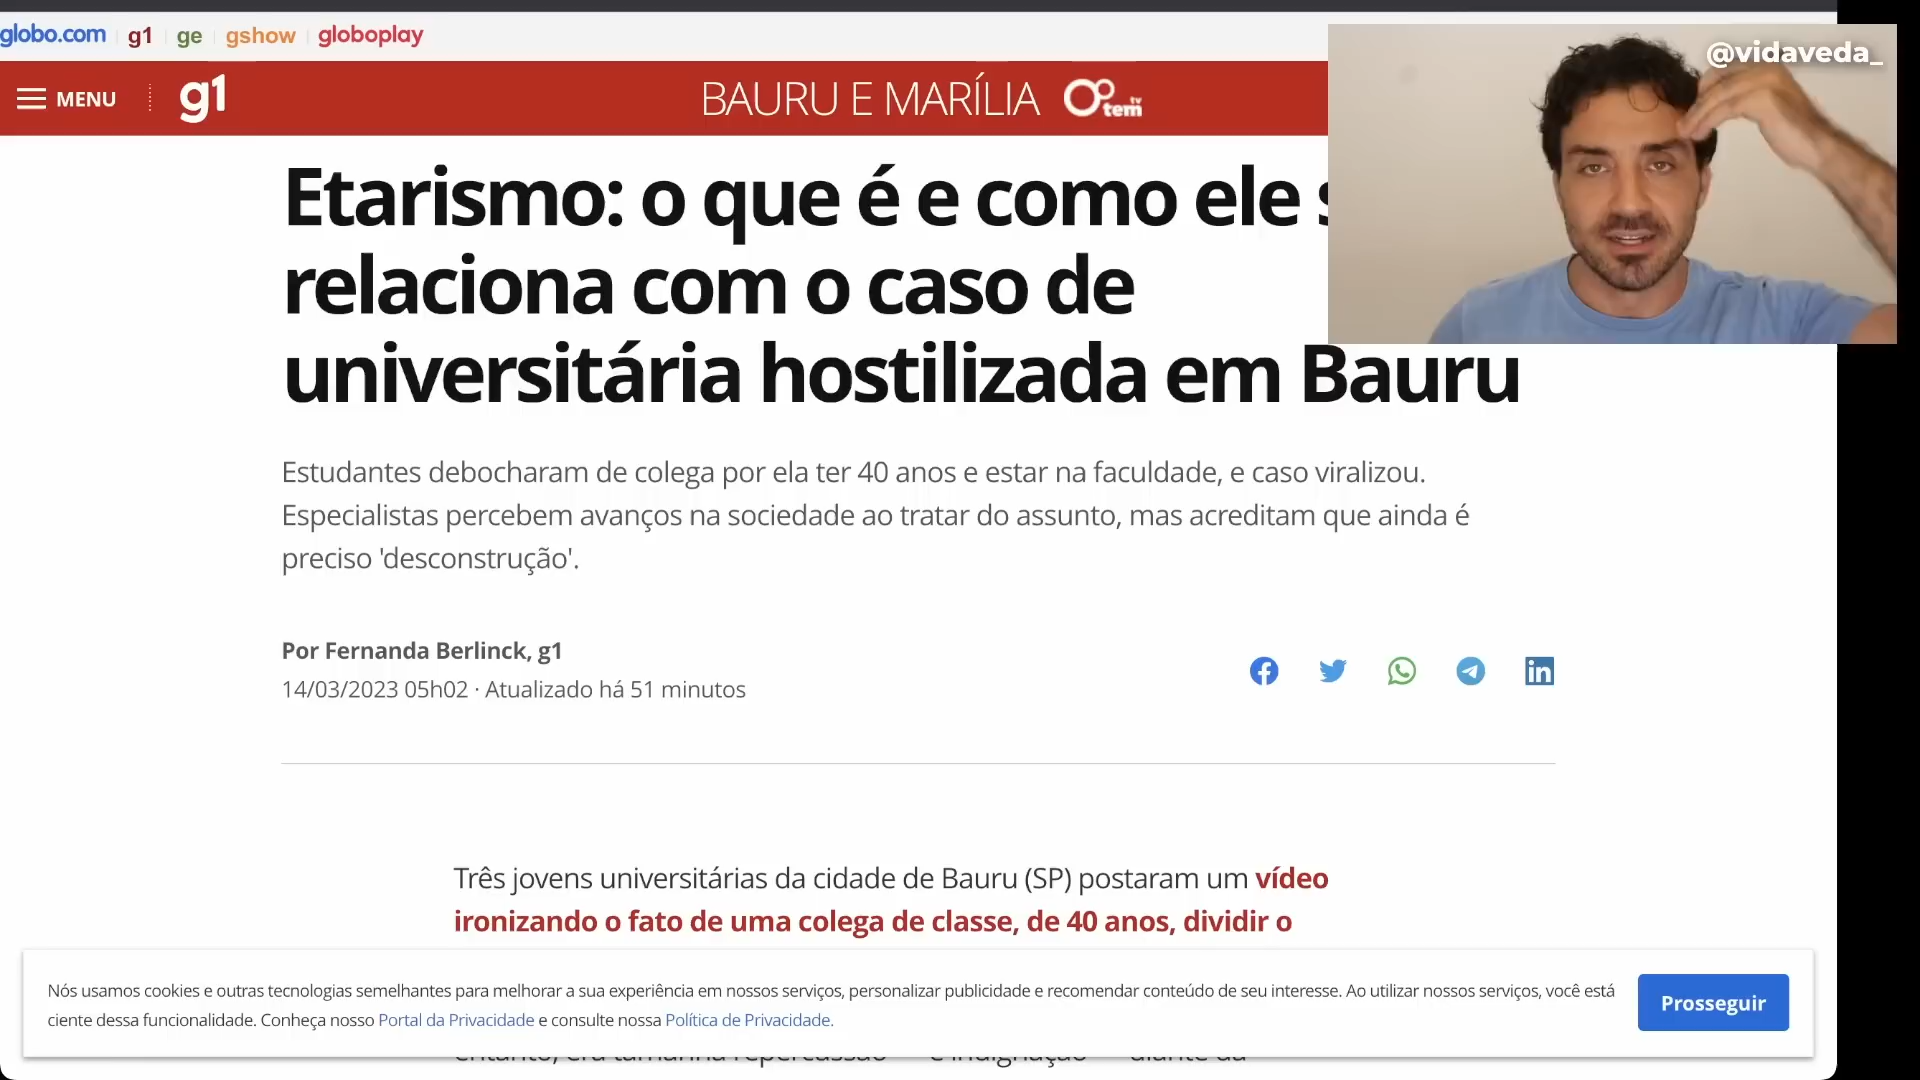 globo.com g1 ge gshow globoplay
MENU g1 BAURU E MARÍLIA tv tem
@vidaveda_
Etarismo: o que é e como ele
relaciona com o caso de
universitária hostilizada em Bauru
Estudantes debocharam de colega por ela ter 40 anos e estar na faculdade, e caso viralizou.
Especialistas percebem avanços na sociedade ao tratar do assunto, mas acreditam que ainda é
preciso 'desconstrução'.
Por Fernanda Berlinck, g1
14/03/2023 05h02 · Atualizado há 51 minutos
in
Três jovens universitárias da cidade de Bauru (SP) postaram um vídeo
ironizando o fato de uma colega de classe, de 40 anos, dividir o
Nós usamos cookies e outras tecnologias semelhantes para melhorar a sua experiência em nossos serviços, personalizar publicidade e recomendar conteúdo de seu interesse. Ao utilizar nossos serviços, você está
ciente dessa funcionalidade. Conheça nosso Portal da Privacidade e consulte nossa Política de Privacidade.
Prosseguir